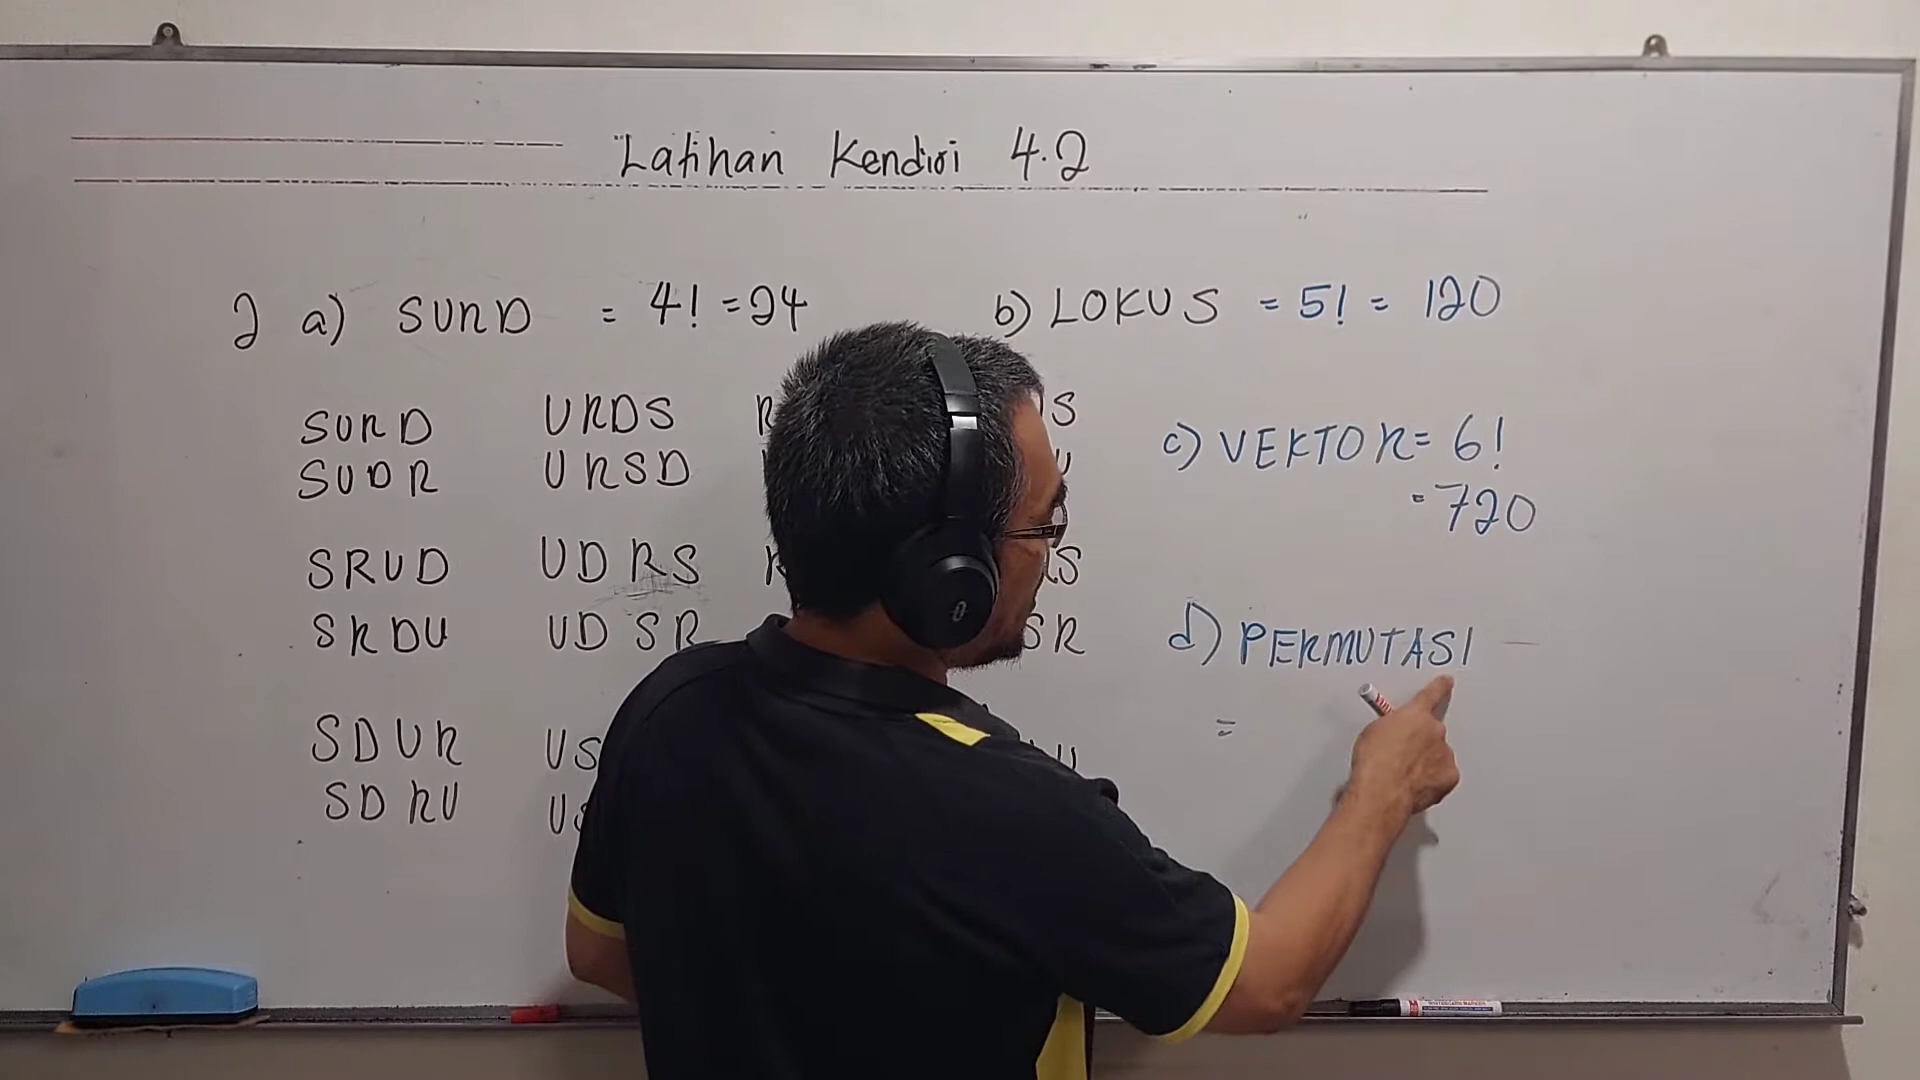 Latihan Kendiri 4.2
2 a) SURD = 4! = 24
b) LOKUS = 5! = 120
SURD URDS
SUDR URSD
SRUD UDRS
SRDU UDSR
SDUR US
SDRU US
c) VEKTOR = 6!
= 720
d) PERMUTASI
=